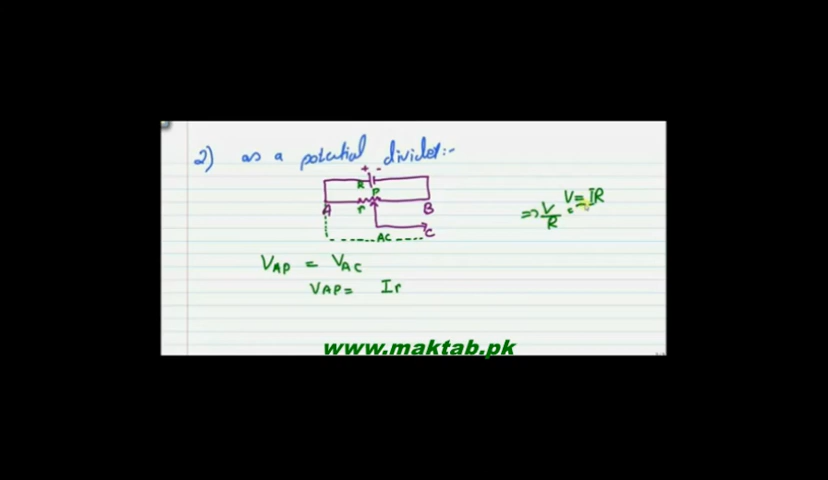 2) as a potential divider:-
+ -
R
P
A r B
C
AC
V=IR
=> V/R =
VAP = VAC
VAP= Ir
www.maktab.pk